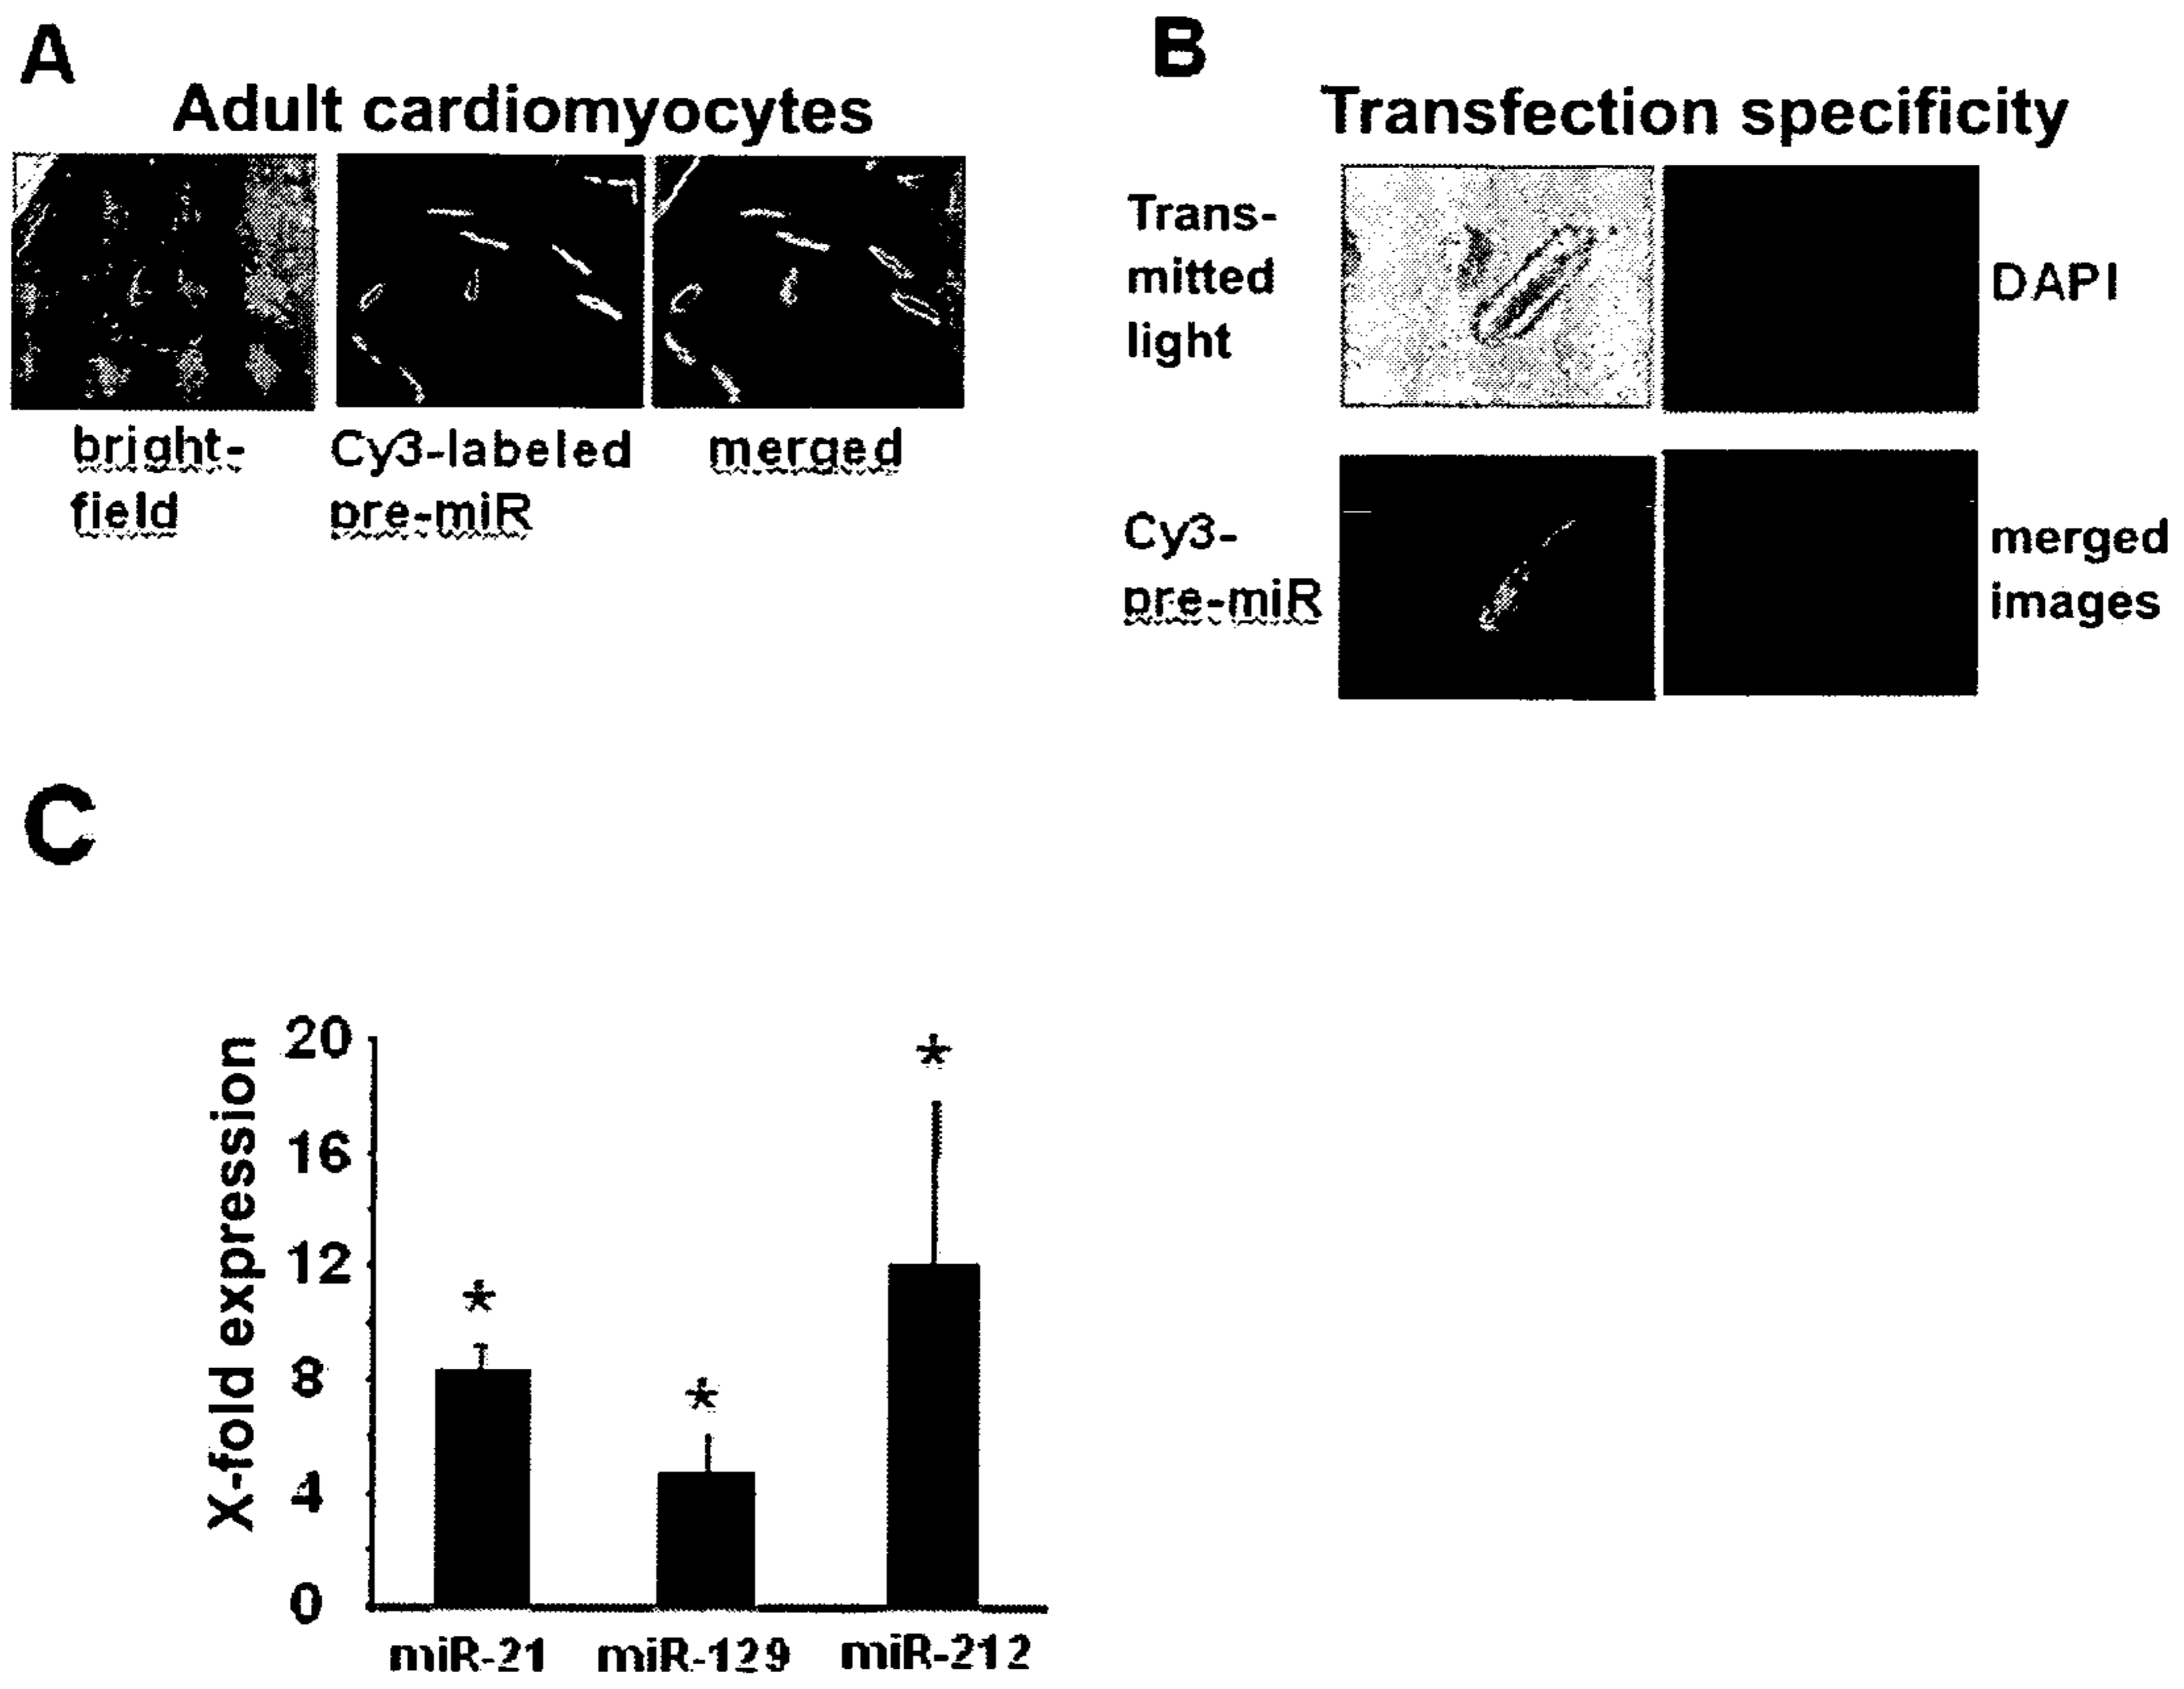 A
Adult cardiomyocytes
bright-
field
Cy3-labeled
pre-miR
merged
B
Transfection specificity
Trans-
mitted
light
DAPI
Cy3-
pre-miR
merged
images
C
X-fold expression
20
16
12
8
4
0
*
*
*
miR-21
miR-129
miR-212